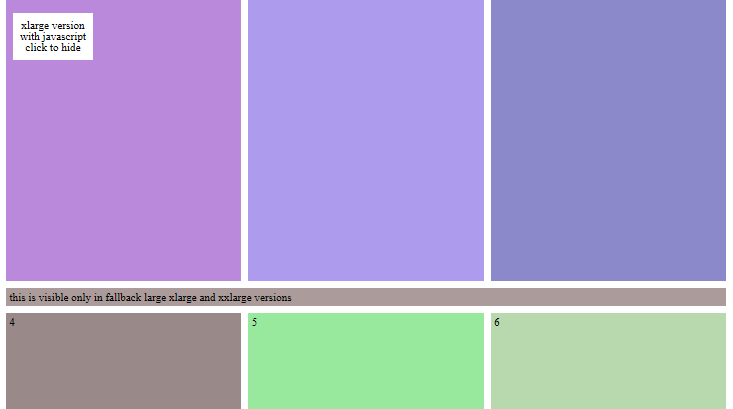 xlarge version
with javascript
click to hide
this is visible only in fallback large xlarge and xxlarge versions
4
5
6